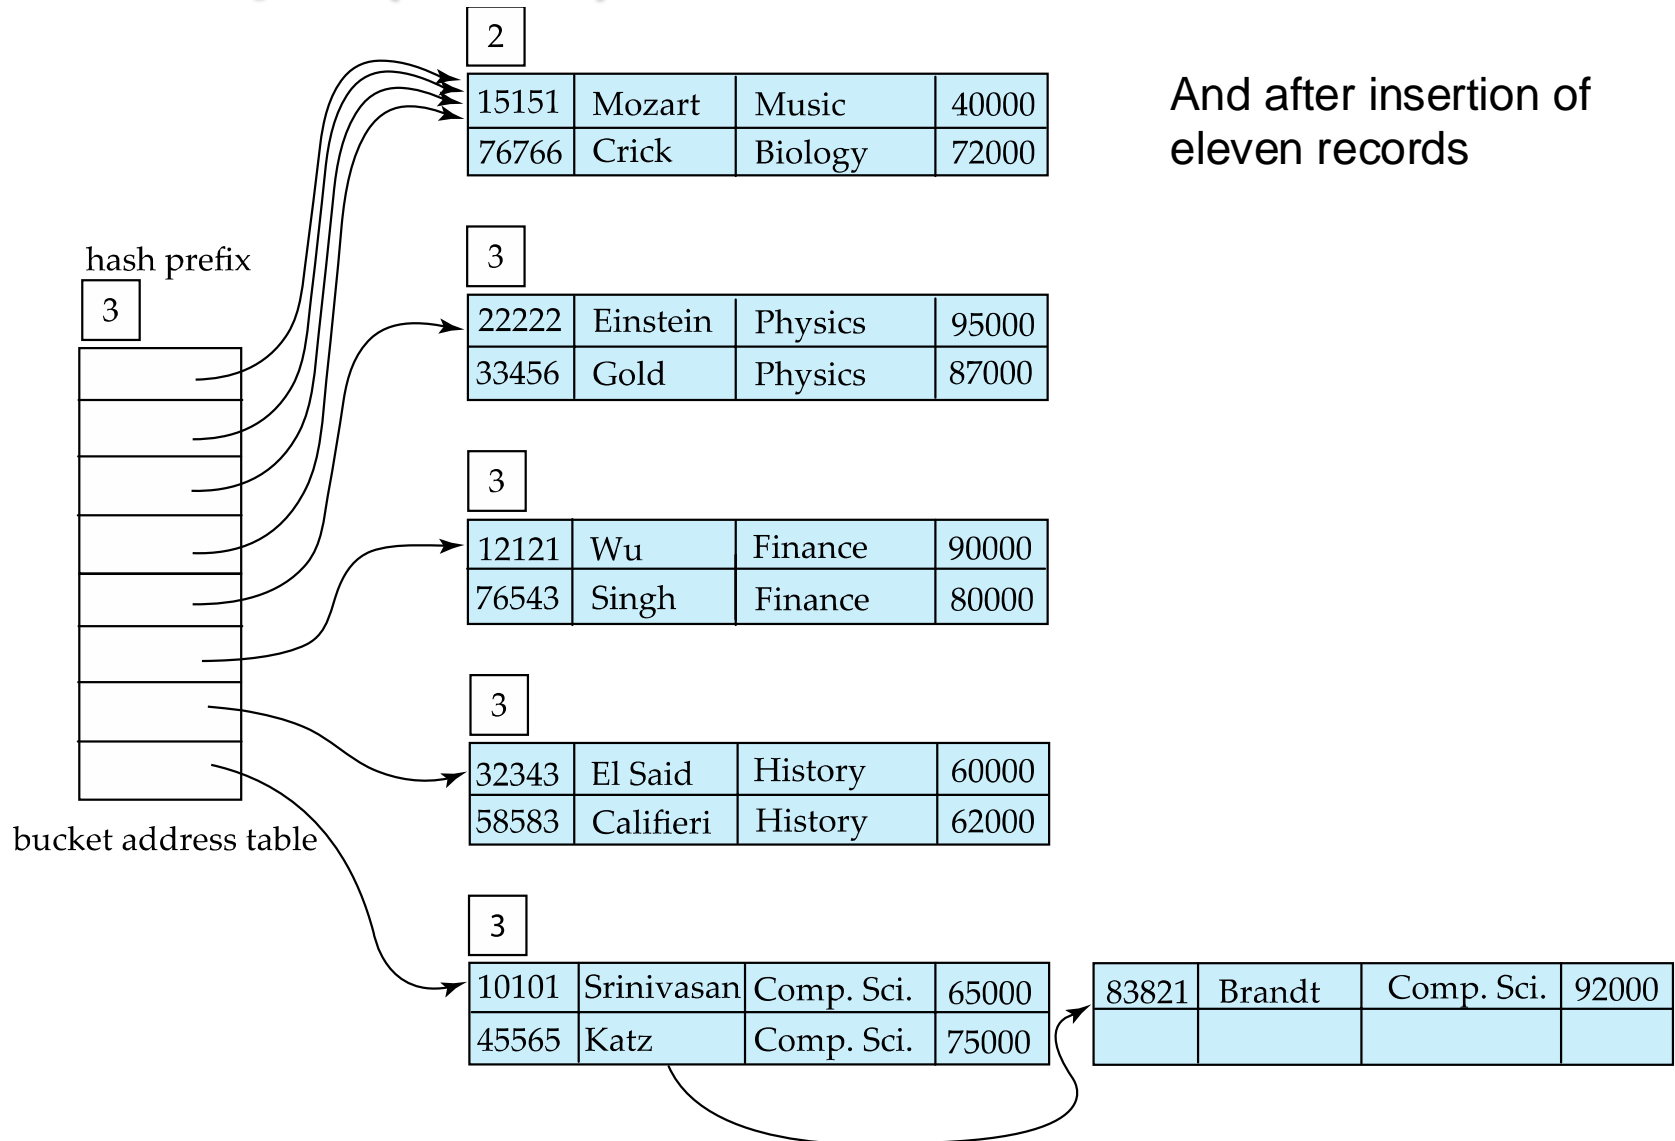 And after insertion of
eleven records
hash prefix
3
bucket address table
2
15151 Mozart Music 40000
76766 Crick Biology 72000
3
22222 Einstein Physics 95000
33456 Gold Physics 87000
3
12121 Wu Finance 90000
76543 Singh Finance 80000
3
32343 El Said History 60000
58583 Califieri History 62000
3
10101 Srinivasan Comp. Sci. 65000
45565 Katz Comp. Sci. 75000
83821 Brandt Comp. Sci. 92000